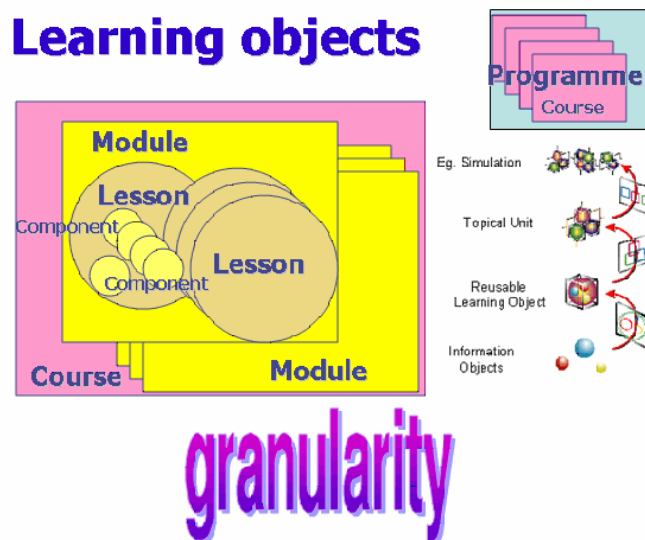 Learning objects
Programme
Course
Module
Lesson
Component
Component
Lesson
Course
Module
Eg. Simulation
Topical Unit
Reusable
Learning Object
Information
Objects
granularity